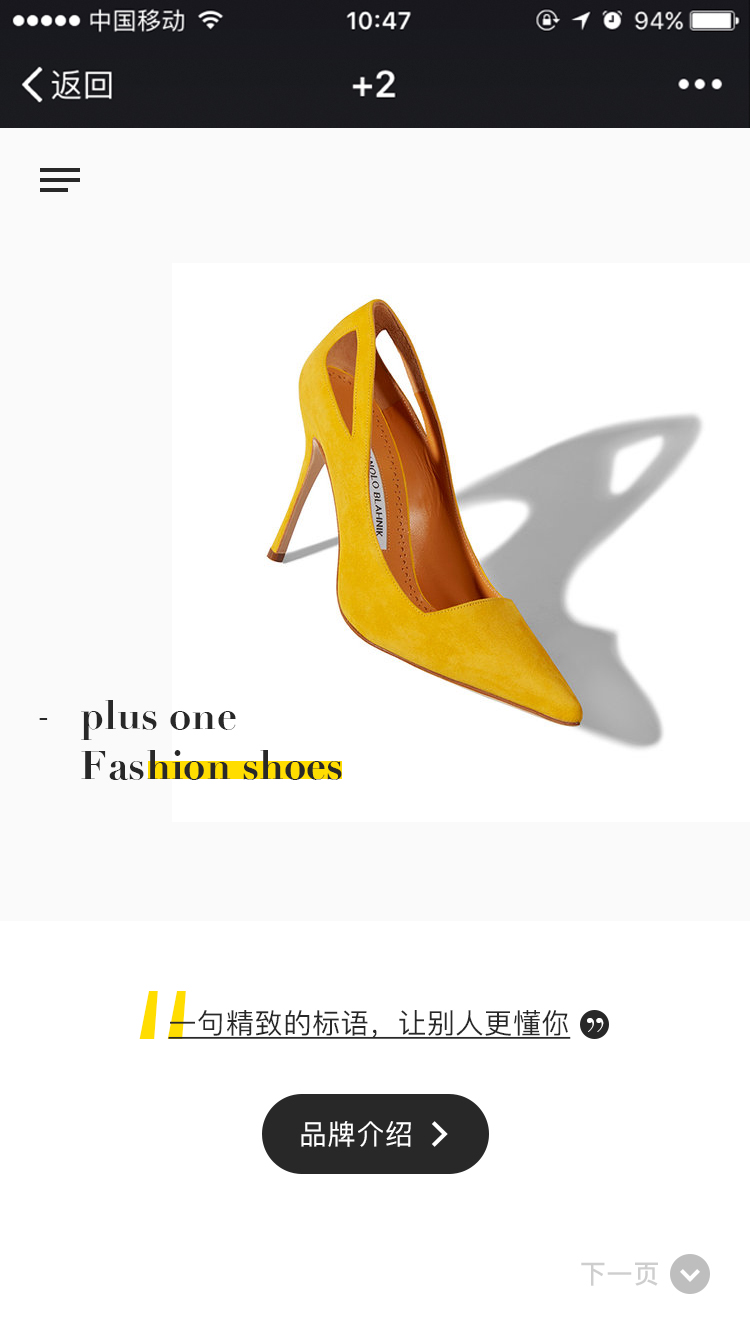 中国移动 10:47 94%
返回 +2
NOLO BLAHNIK
- plus one
Fashion shoes
一句精致的标语，让别人更懂你
品牌介绍
下一页